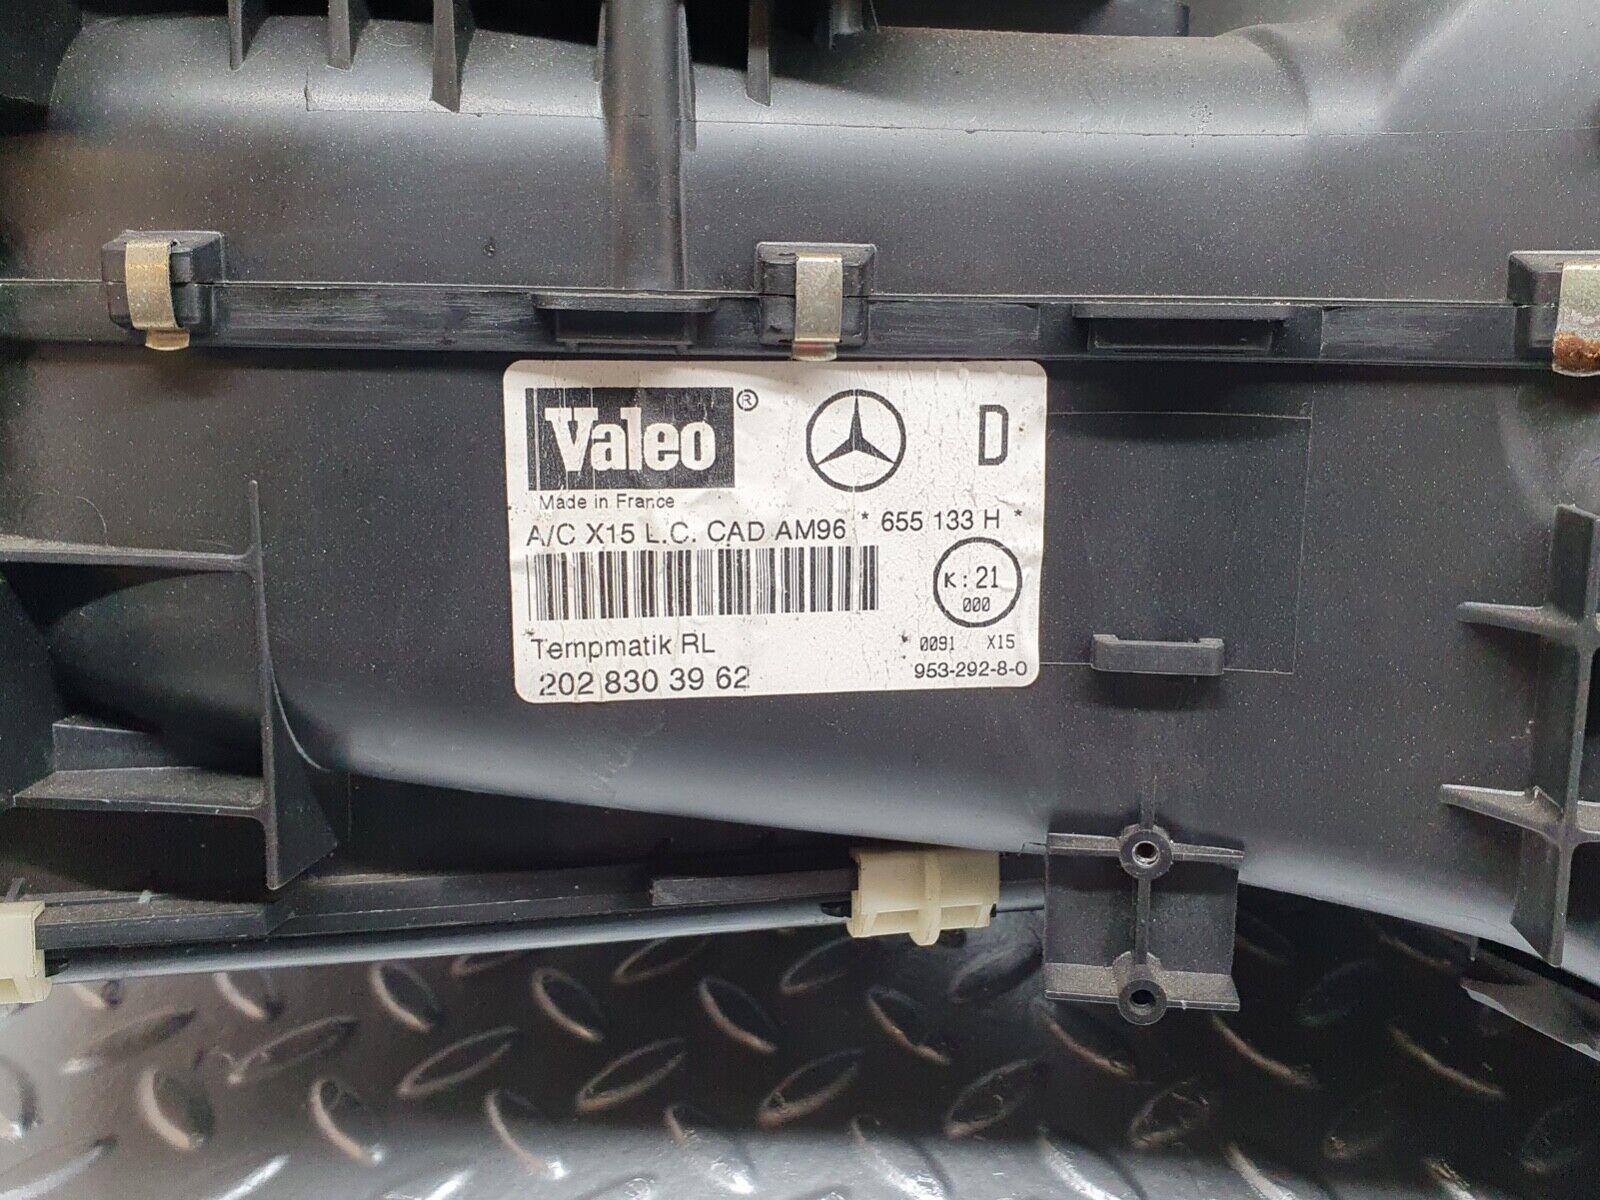 Valeo ®
D
Made in France
A/C X15 L.C. CAD AM96 * 655 133 H *
K: 21
000
Tempmatik RL
* 0091 / X15
202 830 39 62
953-292-8-0